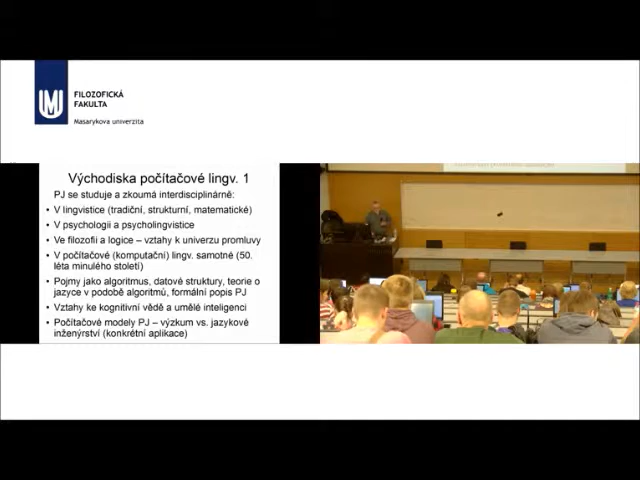 FILOZOFICKÁ
FAKULTA
Masarykova univerzita
Východiska počítačové lingv. 1
PJ se studuje a zkoumá interdisciplinárně:
• V lingvistice (tradiční, strukturní, matematické)
• V psychologii a psycholingvistice
• Ve filozofii a logice – vztahy k univerzu promluvy
• V počítačové (komputační) lingv. samotné (50.
léta minulého století)
• Pojmy jako algoritmus, datové struktury, teorie o
jazyce v podobě algoritmů, formální popis PJ
• Vztahy ke kognitivní vědě a umělé inteligenci
• Počítačové modely PJ – výzkum vs. jazykové
inženýrství (konkrétní aplikace)